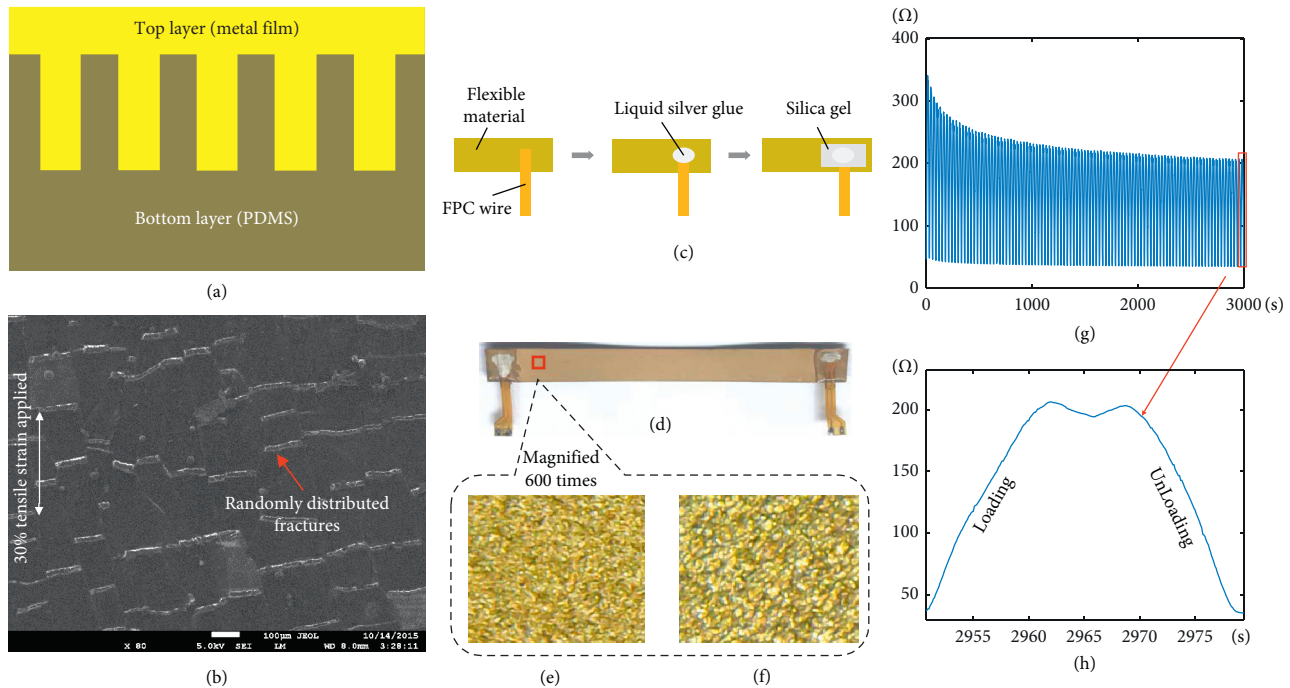 Top layer (metal film)
Bottom layer (PDMS)
(a)
30% tensile strain applied
Randomly distributed
fractures
100μm JEOL 10/14/2015
X 80 5.0kV SEI LM WD 8.0mm 3:28:11
(b)
Flexible
material
FPC wire
Liquid silver glue
Silica gel
(c)
(d)
Magnified
600 times
(e)
(f)
(Ω)
400
300
200
100
0
0 1000 2000 3000 (s)
(g)
(Ω)
200
150
100
50
Loading
UnLoading
2955 2960 2965 2970 2975 (s)
(h)